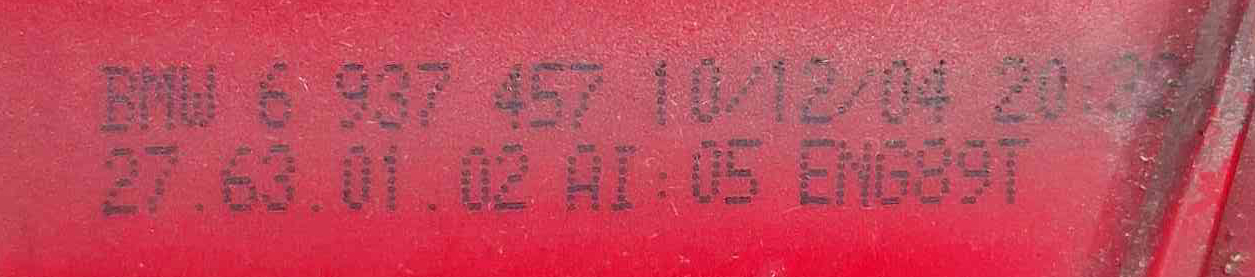 BMW 6 937 457 10/12/04
27.63.01.02 AI:05 ENG89T